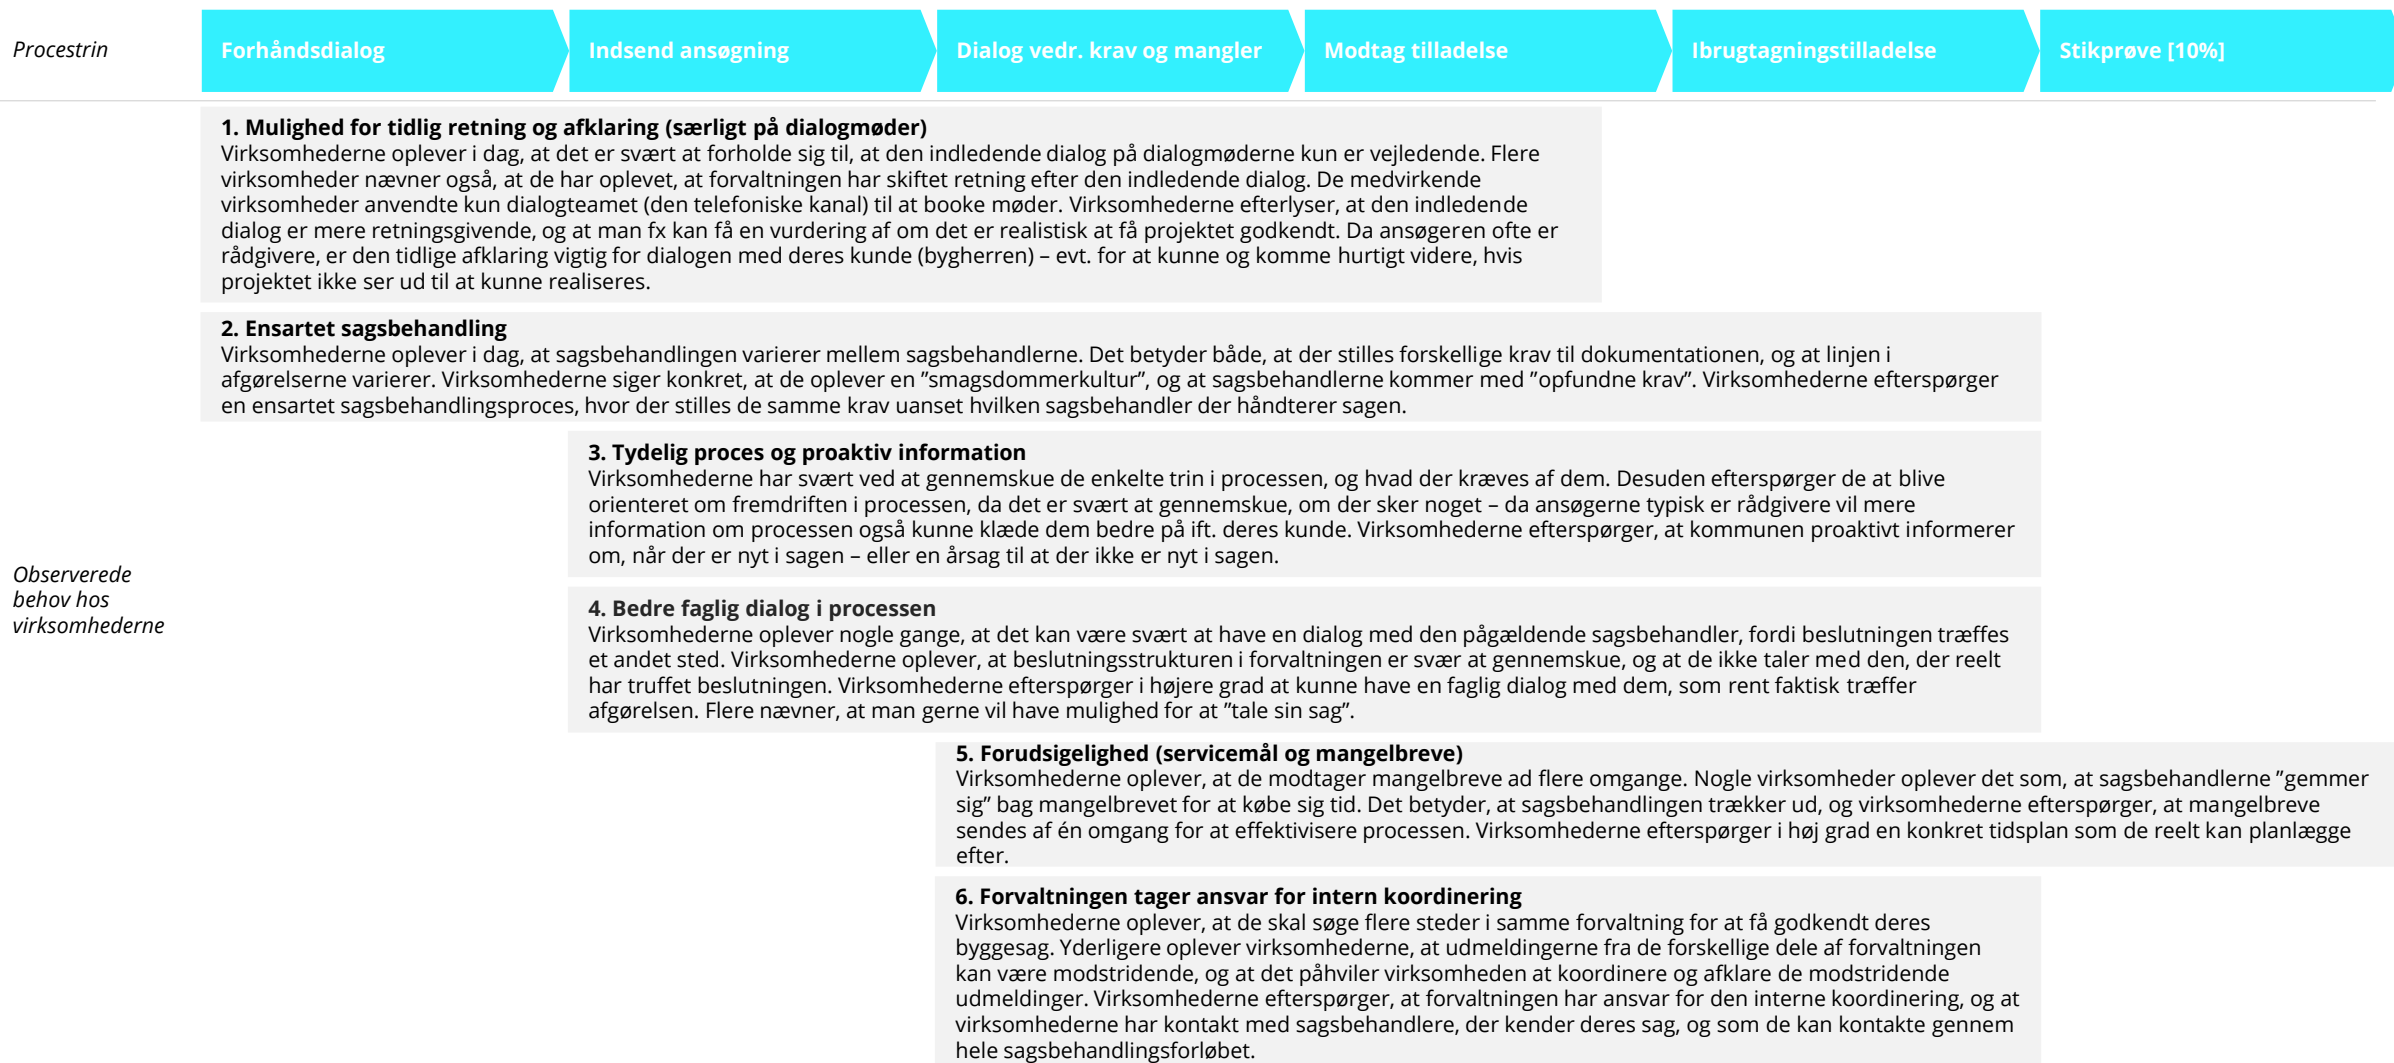 Procestrin
Forhåndsdialog
Indsend ansøgning
Dialog vedr. krav og mangler
Modtag tilladelse
Ibrugtagningstilladelse
Stikprøve [10%]
1. Mulighed for tidlig retning og afklaring (særligt på dialogmøder)
Virksomhederne oplever i dag, at det er svært at forholde sig til, at den indledende dialog på dialogmøderne kun er vejledende. Flere
virksomheder nævner også, at de har oplevet, at forvaltningen har skiftet retning efter den indledende dialog. De medvirkende
virksomheder anvendte kun dialogteamet (den telefoniske kanal) til at booke møder. Virksomhederne efterlyser, at den indledende
dialog er mere retningsgivende, og at man fx kan få en vurdering af om det er realistisk at få projektet godkendt. Da ansøgeren ofte er
rådgivere, er den tidlige afklaring vigtig for dialogen med deres kunde (bygherren) – evt. for at kunne og komme hurtigt videre, hvis
projektet ikke ser ud til at kunne realiseres.
2. Ensartet sagsbehandling
Virksomhederne oplever i dag, at sagsbehandlingen varierer mellem sagsbehandlerne. Det betyder både, at der stilles forskellige krav til dokumentationen, og at linjen i
afgørelserne varierer. Virksomhederne siger konkret, at de oplever en ”smagsdommerkultur”, og at sagsbehandlerne kommer med ”opfundne krav”. Virksomhederne efterspørger
en ensartet sagsbehandlingsproces, hvor der stilles de samme krav uanset hvilken sagsbehandler der håndterer sagen.
3. Tydelig proces og proaktiv information
Virksomhederne har svært ved at gennemskue de enkelte trin i processen, og hvad der kræves af dem. Desuden efterspørger de at blive
orienteret om fremdriften i processen, da det er svært at gennemskue, om der sker noget – da ansøgerne typisk er rådgivere vil mere
information om processen også kunne klæde dem bedre på ift. deres kunde. Virksomhederne efterspørger, at kommunen proaktivt informerer
om, når der er nyt i sagen – eller en årsag til at der ikke er nyt i sagen.
Observerede
behov hos
virksomhederne
4. Bedre faglig dialog i processen
Virksomhederne oplever nogle gange, at det kan være svært at have en dialog med den pågældende sagsbehandler, fordi beslutningen træffes
et andet sted. Virksomhederne oplever, at beslutningsstrukturen i forvaltningen er svær at gennemskue, og at de ikke taler med den, der reelt
har truffet beslutningen. Virksomhederne efterspørger i højere grad at kunne have en faglig dialog med dem, som rent faktisk træffer
afgørelsen. Flere nævner, at man gerne vil have mulighed for at ”tale sin sag”.
5. Forudsigelighed (servicemål og mangelbreve)
Virksomhederne oplever, at de modtager mangelbreve ad flere omgange. Nogle virksomheder oplever det som, at sagsbehandlerne ”gemmer
sig” bag mangelbrevet for at købe sig tid. Det betyder, at sagsbehandlingen trækker ud, og virksomhederne efterspørger, at mangelbreve
sendes af én omgang for at effektivisere processen. Virksomhederne efterspørger i høj grad en konkret tidsplan som de reelt kan planlægge
efter.
6. Forvaltningen tager ansvar for intern koordinering
Virksomhederne oplever, at de skal søge flere steder i samme forvaltning for at få godkendt deres
byggesag. Yderligere oplever virksomhederne, at udmeldingerne fra de forskellige dele af forvaltningen
kan være modstridende, og at det påhviler virksomheden at koordinere og afklare de modstridende
udmeldinger. Virksomhederne efterspørger, at forvaltningen har ansvar for den interne koordinering, og at
virksomhederne har kontakt med sagsbehandlere, der kender deres sag, og som de kan kontakte gennem
hele sagsbehandlingsforløbet.